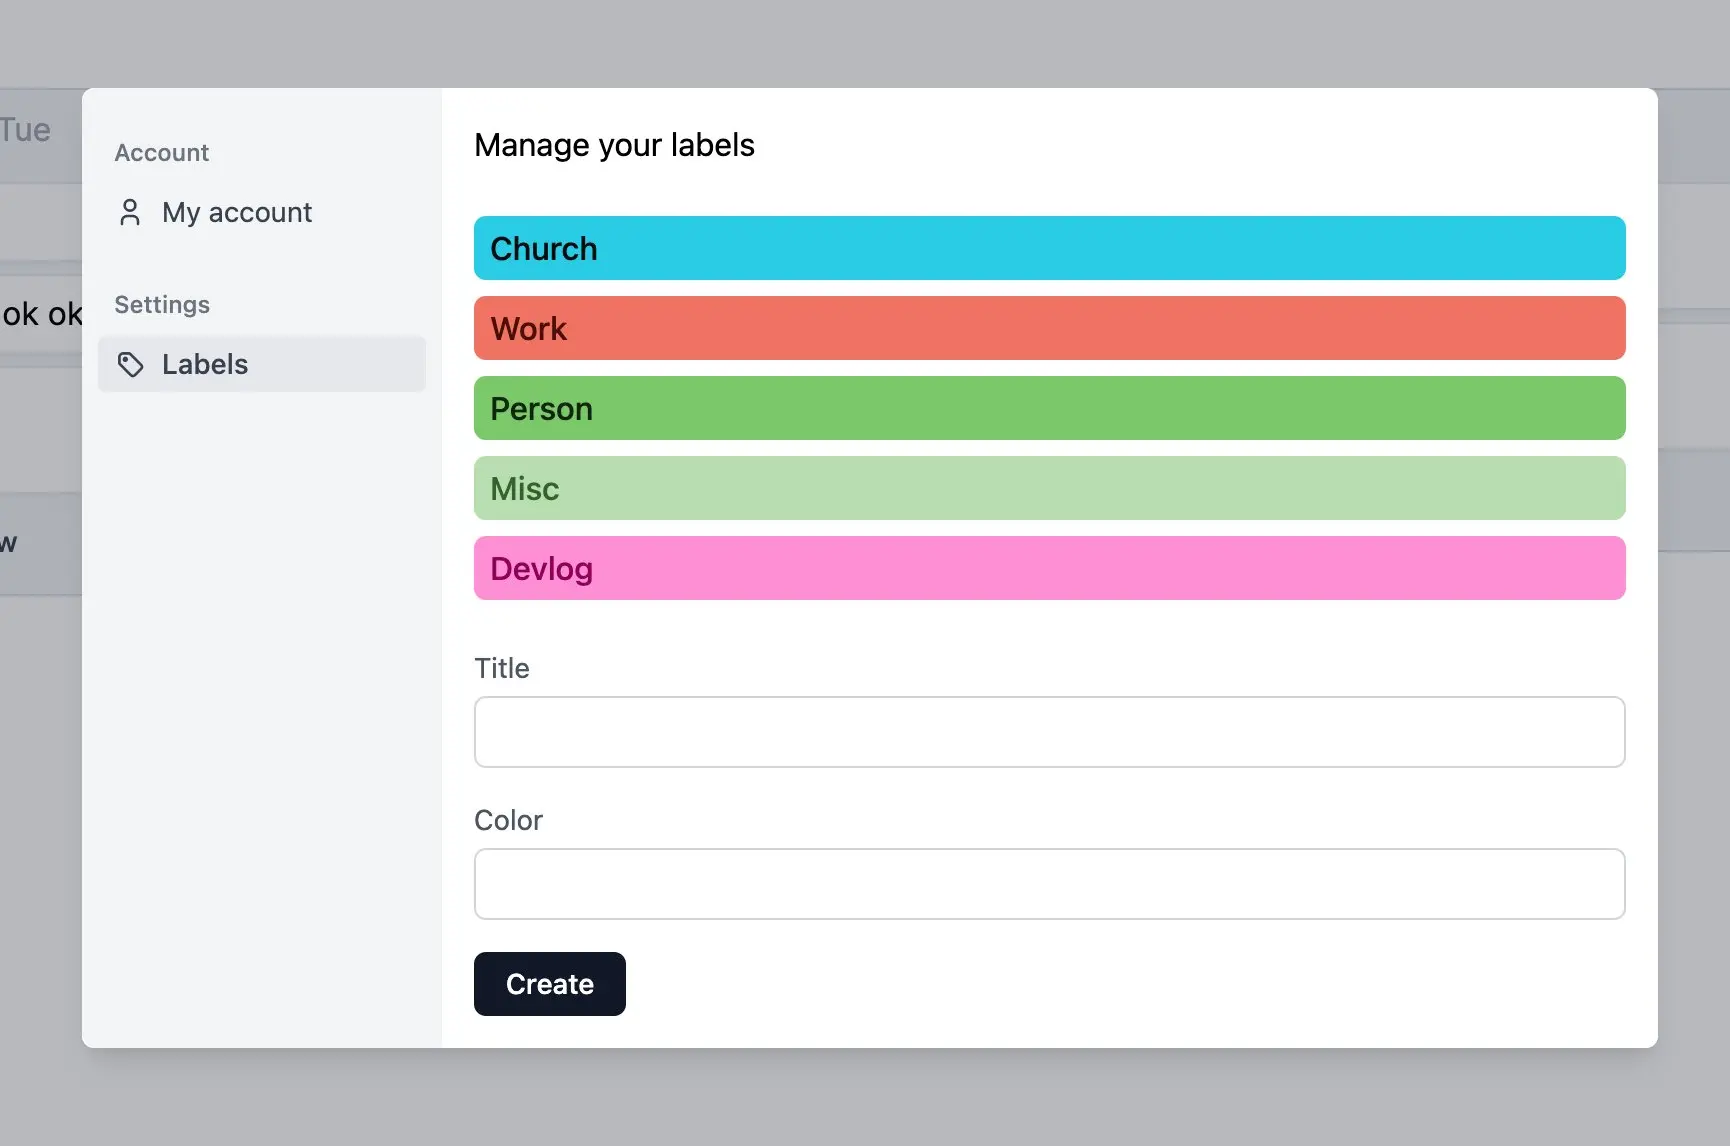 Tue
ok ok
w
Account
My account
Settings
Labels
Manage your labels
Church
Work
Person
Misc
Devlog
Title
Color
Create